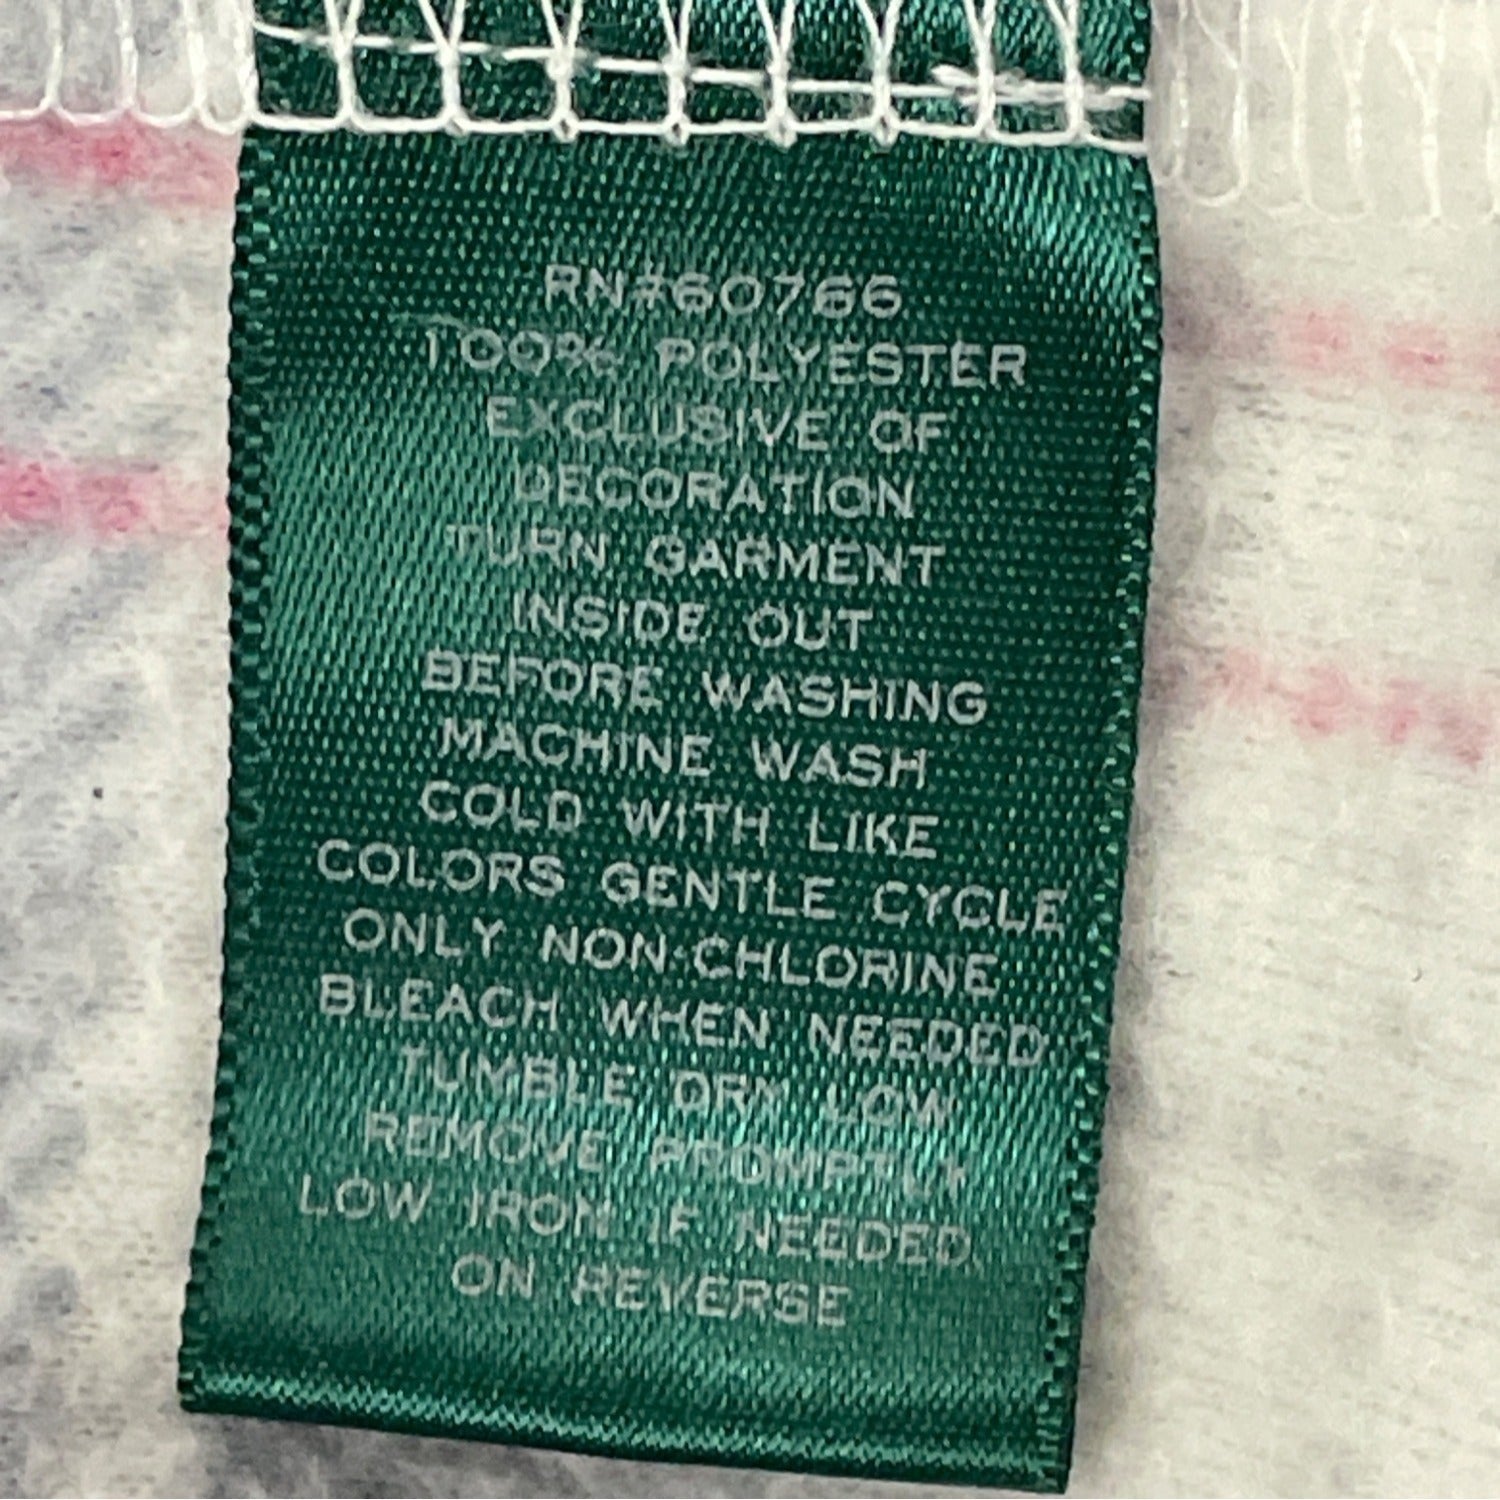 RN#60766
100% POLYESTER
EXCLUSIVE OF
DECORATION
TURN GARMENT
INSIDE OUT
BEFORE WASHING
MACHINE WASH
COLD WITH LIKE
COLORS GENTLE CYCLE
ONLY NON-CHLORINE
BLEACH WHEN NEEDED
TUMBLE DRY LOW
REMOVE PROMPTLY
LOW IRON IF NEEDED
ON REVERSE